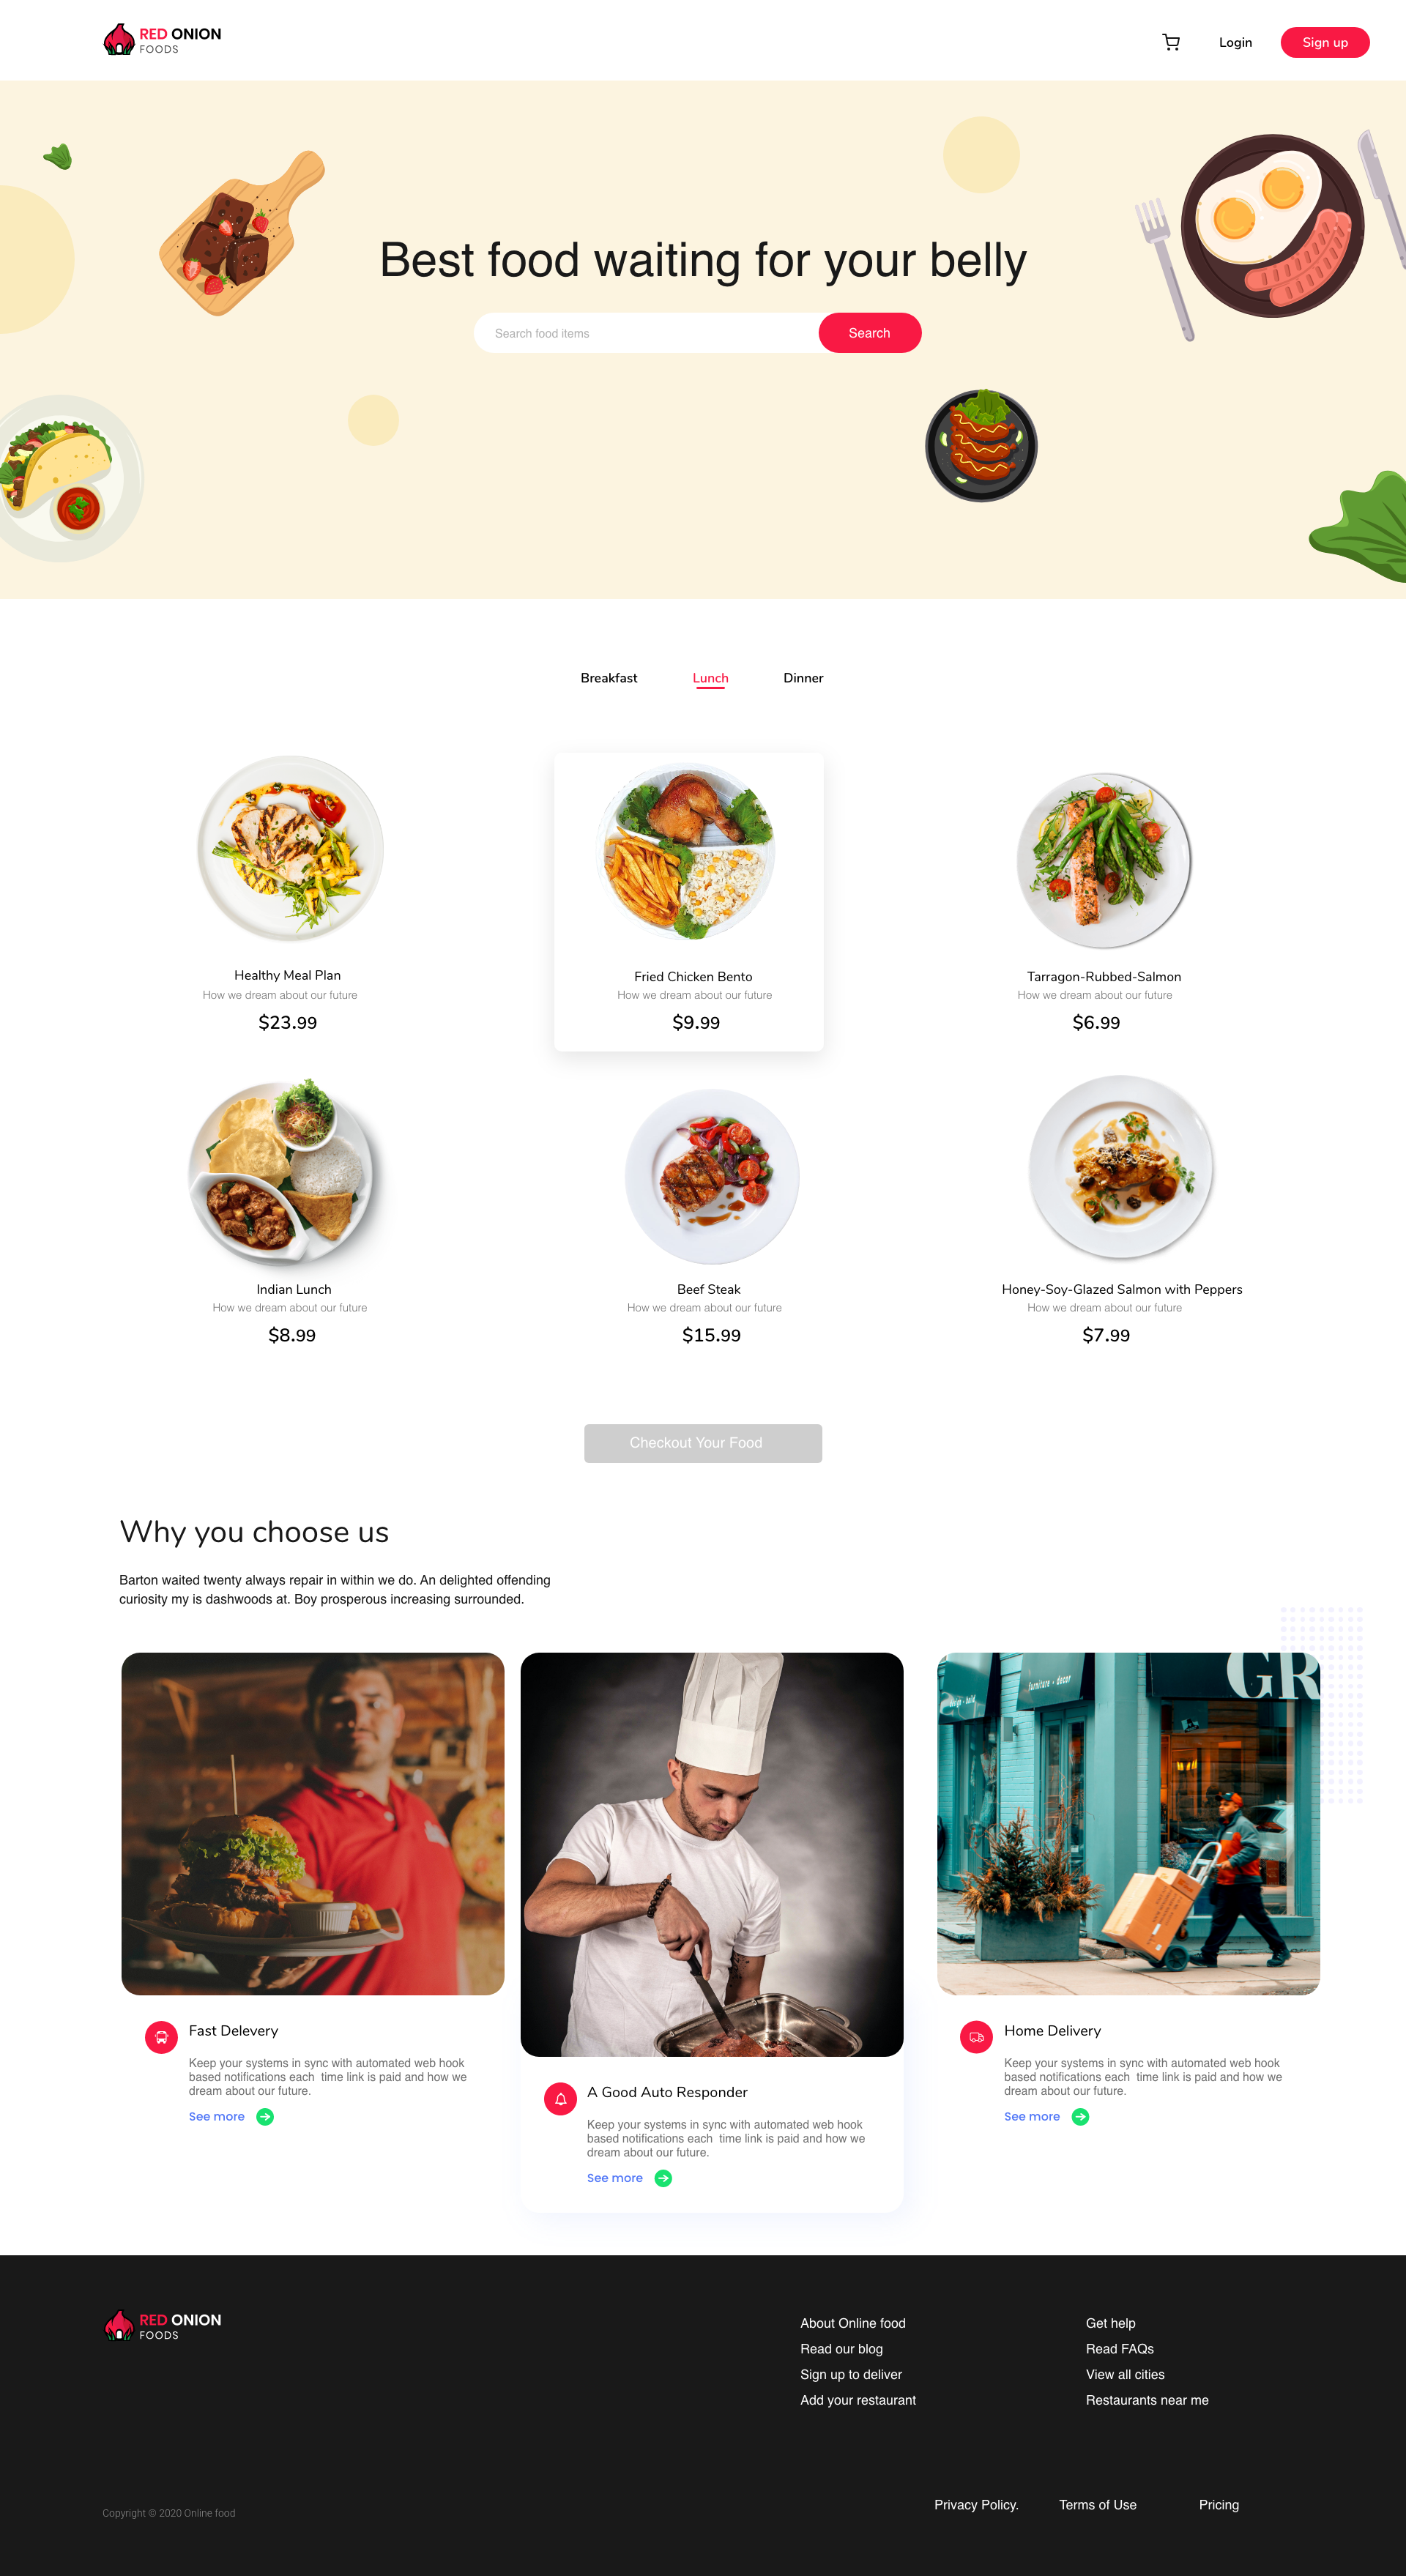 RED ONION
FOODS
Login
Sign up
Best food waiting for your belly
Search food items
Search
Breakfast
Lunch
Dinner
Healthy Meal Plan
How we dream about our future
$23.99
Fried Chicken Bento
How we dream about our future
$9.99
Tarragon-Rubbed-Salmon
How we dream about our future
$6.99
Indian Lunch
How we dream about our future
$8.99
Beef Steak
How we dream about our future
$15.99
Honey-Soy-Glazed Salmon with Peppers
How we dream about our future
$7.99
Checkout Your Food
Why you choose us
Barton waited twenty always repair in within we do. An delighted offending
curiosity my is dashwoods at. Boy prosperous increasing surrounded.
furniture · decor
GR
Fast Delevery
Keep your systems in sync with automated web hook
based notifications each time link is paid and how we
dream about our future.
See more
A Good Auto Responder
Keep your systems in sync with automated web hook
based notifications each time link is paid and how we
dream about our future.
See more
Home Delivery
Keep your systems in sync with automated web hook
based notifications each time link is paid and how we
dream about our future.
See more
RED ONION
FOODS
About Online food
Read our blog
Sign up to deliver
Add your restaurant
Get help
Read FAQs
View all cities
Restaurants near me
Copyright © 2020 Online food
Privacy Policy.
Terms of Use
Pricing